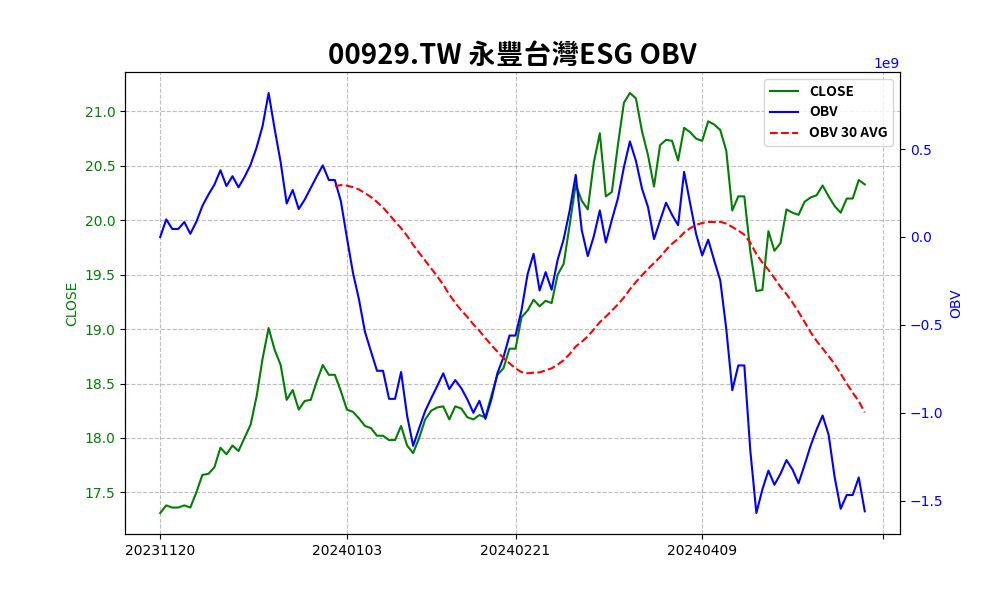 00929.TW 永豐台灣ESG OBV
1e9
CLOSE
OBV
OBV 30 AVG
21.0
20.5
20.0
19.5
19.0
18.5
18.0
17.5
CLOSE
0.5
0.0
−0.5
−1.0
−1.5
OBV
20231120
20240103
20240221
20240409